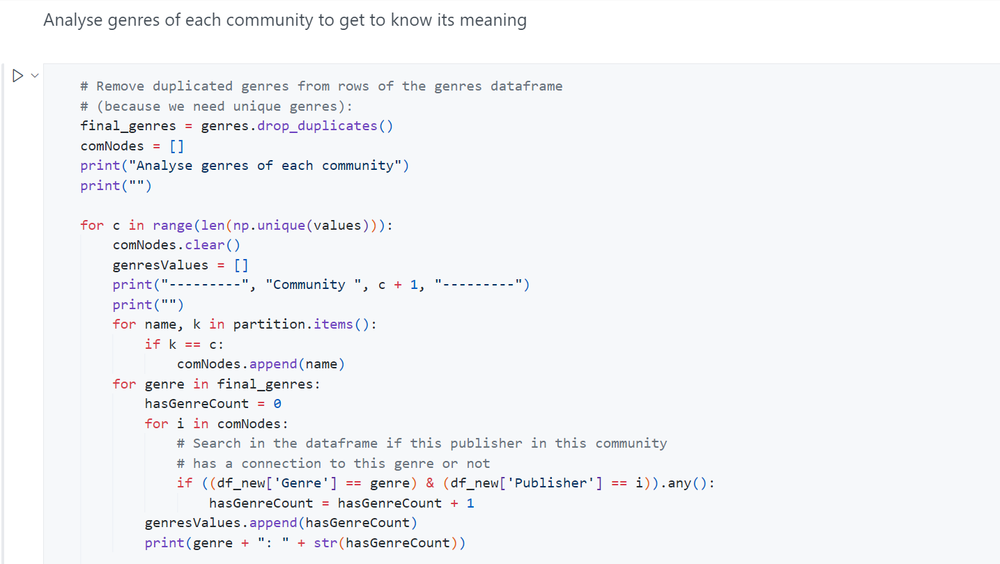 Analyse genres of each community to get to know its meaning
# Remove duplicated genres from rows of the genres dataframe
# (because we need unique genres):
final_genres = genres.drop_duplicates()
comNodes = []
print("Analyse genres of each community")
print("")
for c in range(len(np.unique(values))):
    comNodes.clear()
    genresValues = []
    print("---------", "Community ", c + 1, "---------")
    print("")
    for name, k in partition.items():
        if k == c:
            comNodes.append(name)
    for genre in final_genres:
        hasGenreCount = 0
        for i in comNodes:
            # Search in the dataframe if this publisher in this community
            # has a connection to this genre or not
            if ((df_new['Genre'] == genre) & (df_new['Publisher'] == i)).any():
                hasGenreCount = hasGenreCount + 1
        genresValues.append(hasGenreCount)
        print(genre + ": " + str(hasGenreCount))